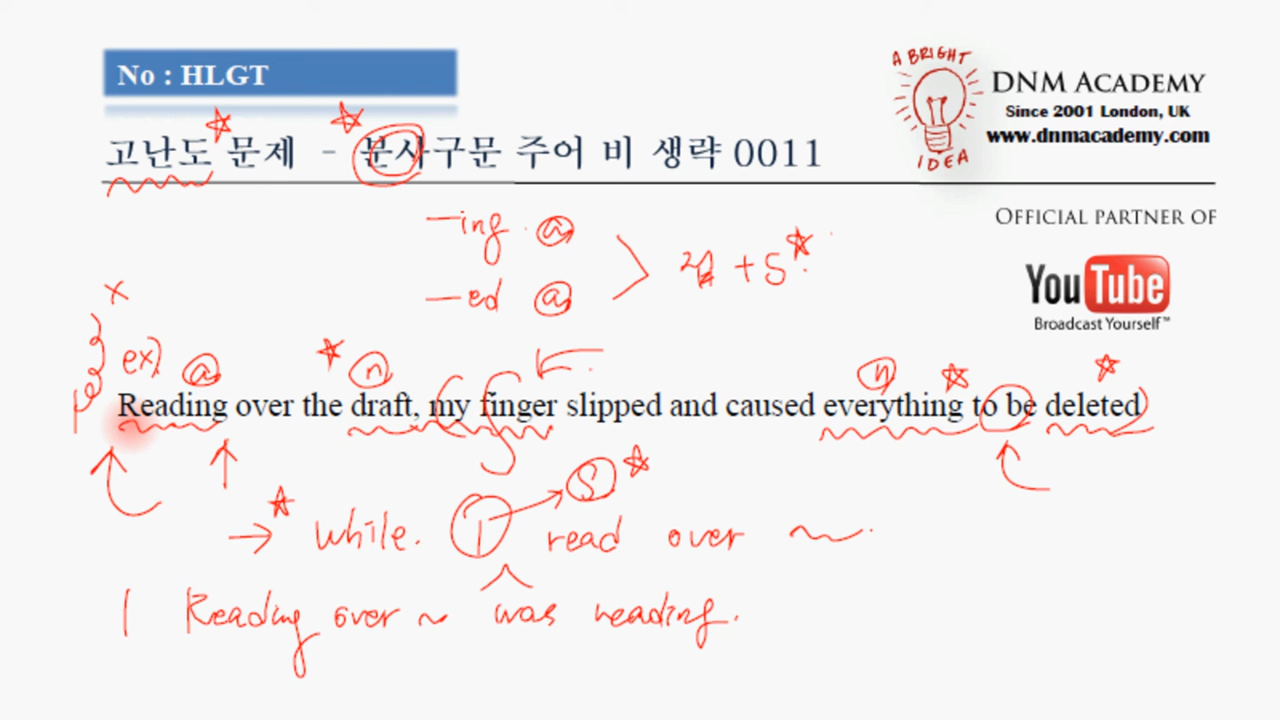 No : HLGT
A BRIGHT
IDEA
DNM ACADEMY
Since 2001 London, UK
www.dnmacademy.com
고난도 문제 - 분사구문 주어 비 생략 0011
OFFICIAL PARTNER OF
-ing ⓐ
-ed ⓐ
+ S
YouTube
Broadcast Yourself™
x
ex) ⓐ
ⓝ
ⓝ
Reading over the draft, my finger slipped and caused everything to be deleted
→ while. I → Ⓢ read over ~
I Reading over ~ was reading.